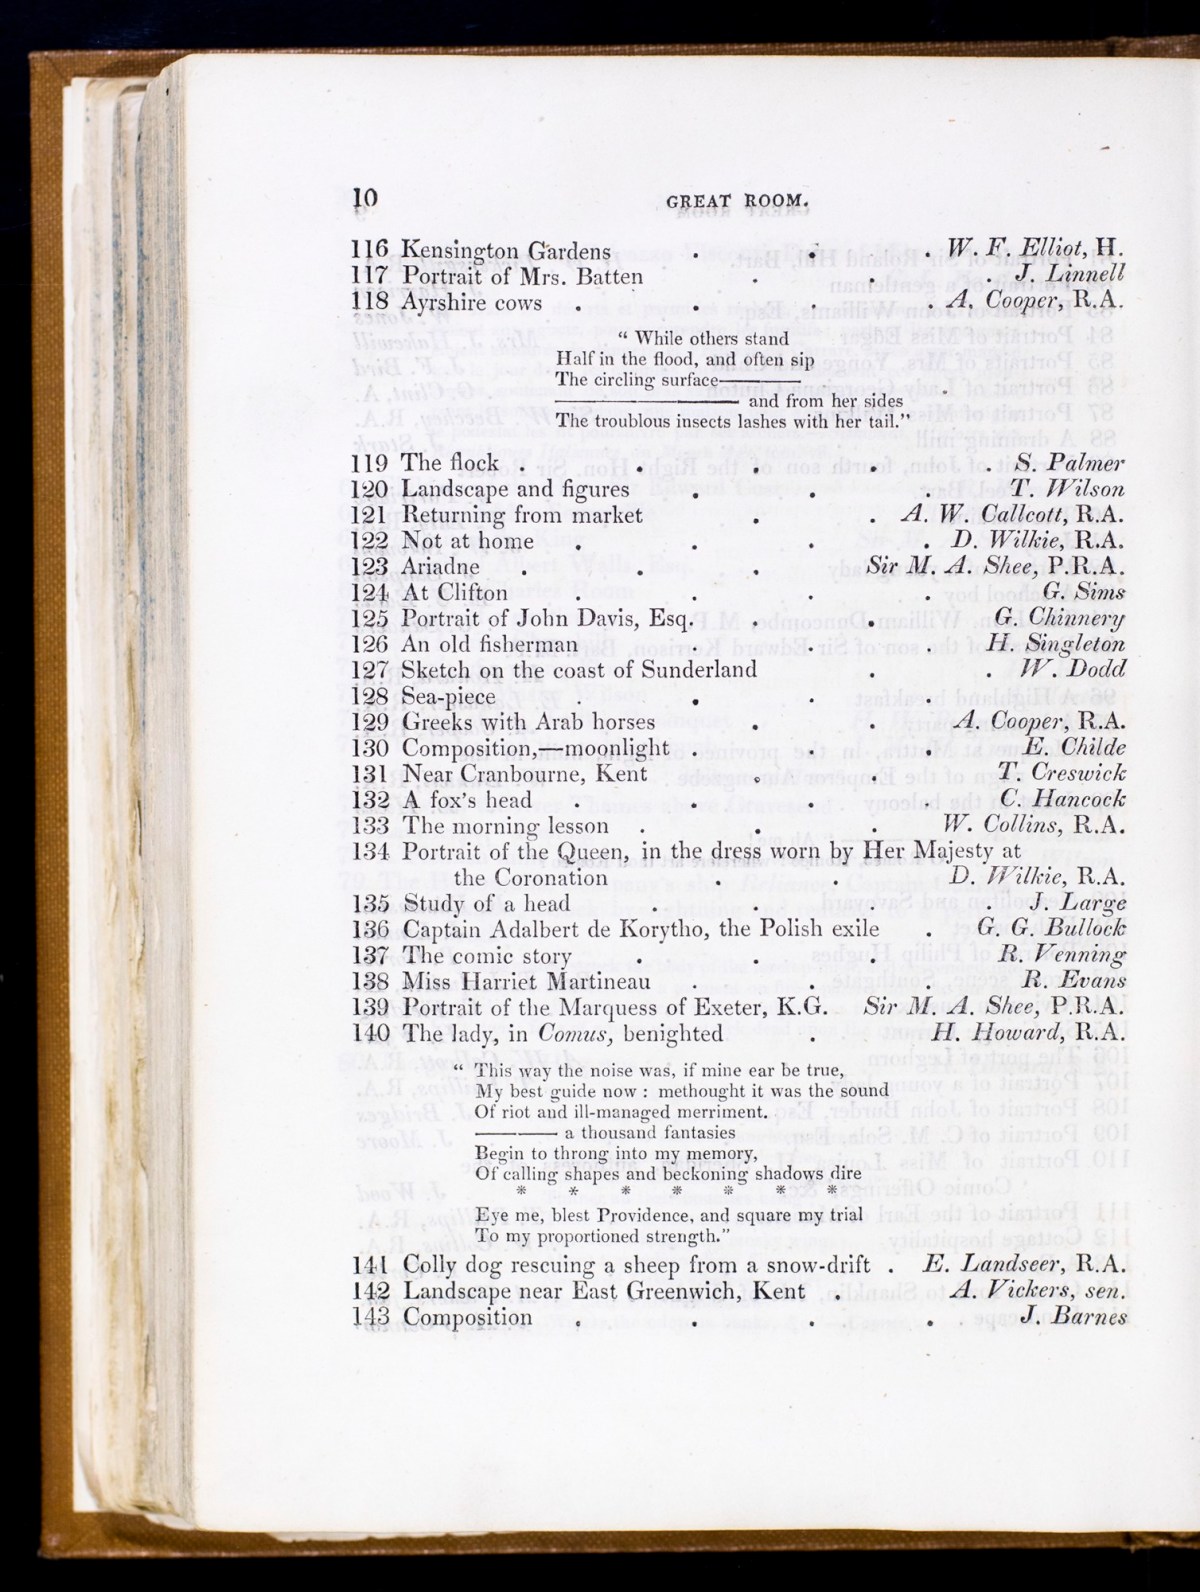 10 GREAT ROOM.
116 Kensington Gardens . . . W. F. Elliot, H.
117 Portrait of Mrs. Batten . . . J. Linnell
118 Ayrshire cows . . . . A. Cooper, R.A.
“ While others stand
Half in the flood, and often sip
The circling surface————
———————— and from her sides
The troublous insects lashes with her tail.”
119 The flock . . . . . S. Palmer
120 Landscape and figures . . T. Wilson
121 Returning from market . . A. W. Callcott, R.A.
122 Not at home . . . . D. Wilkie, R.A.
123 Ariadne . . . Sir M. A. Shee, P.R.A.
124 At Clifton . . . . G. Sims
125 Portrait of John Davis, Esq. . . G. Chinnery
126 An old fisherman . . . H. Singleton
127 Sketch on the coast of Sunderland . . W. Dodd
128 Sea-piece . . . .
129 Greeks with Arab horses . . A. Cooper, R.A.
130 Composition,—moonlight . . . E. Childe
131 Near Cranbourne, Kent . . T. Creswick
132 A fox’s head . . . . C. Hancock
133 The morning lesson . . . W. Collins, R.A.
134 Portrait of the Queen, in the dress worn by Her Majesty at
the Coronation . . D. Wilkie, R.A.
135 Study of a head . . . . J. Large
136 Captain Adalbert de Korytho, the Polish exile . G. G. Bullock
137 The comic story . . . R. Venning
138 Miss Harriet Martineau . . . R. Evans
139 Portrait of the Marquess of Exeter, K.G. Sir M. A. Shee, P.R.A.
140 The lady, in Comus, benighted . H. Howard, R.A.
“ This way the noise was, if mine ear be true,
My best guide now : methought it was the sound
Of riot and ill-managed merriment.
———— a thousand fantasies
Begin to throng into my memory,
Of calling shapes and beckoning shadows dire
* * * * * * *
Eye me, blest Providence, and square my trial
To my proportioned strength.”
141 Colly dog rescuing a sheep from a snow-drift . E. Landseer, R.A.
142 Landscape near East Greenwich, Kent . A. Vickers, sen.
143 Composition . . . . J. Barnes